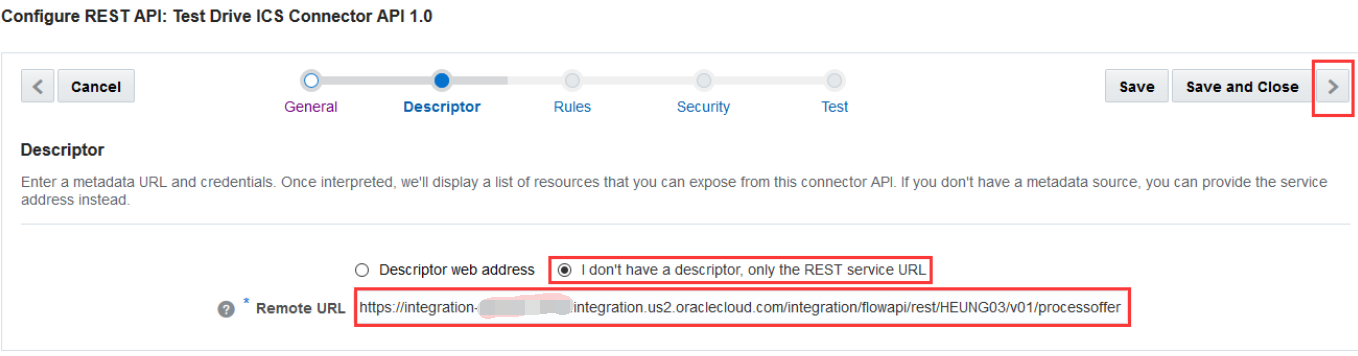 Configure REST API: Test Drive ICS Connector API 1.0
Cancel
Save
Save and Close
General
Descriptor
Rules
Security
Test
Descriptor
Enter a metadata URL and credentials. Once interpreted, we'll display a list of resources that you can expose from this connector API. If you don't have a metadata source, you can provide the service
address instead.
Descriptor web address
I don't have a descriptor, only the REST service URL
? * Remote URL
https://integration- integration.us2.oraclecloud.com/integration/flowapi/rest/HEUNG03/v01/processoffer